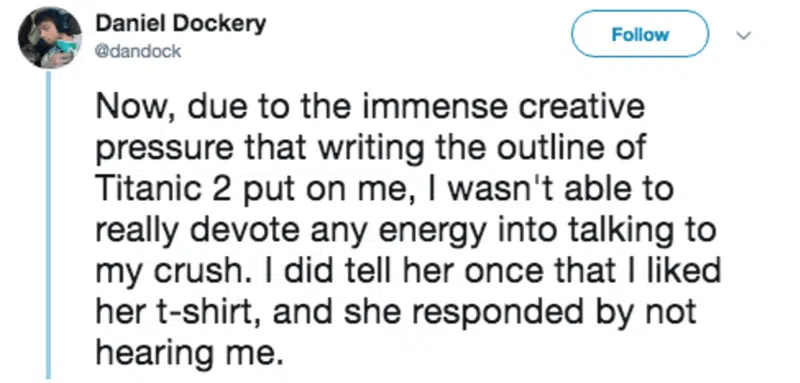 Daniel Dockery
@dandock
Follow
Now, due to the immense creative
pressure that writing the outline of
Titanic 2 put on me, I wasn't able to
really devote any energy into talking to
my crush. I did tell her once that I liked
her t-shirt, and she responded by not
hearing me.